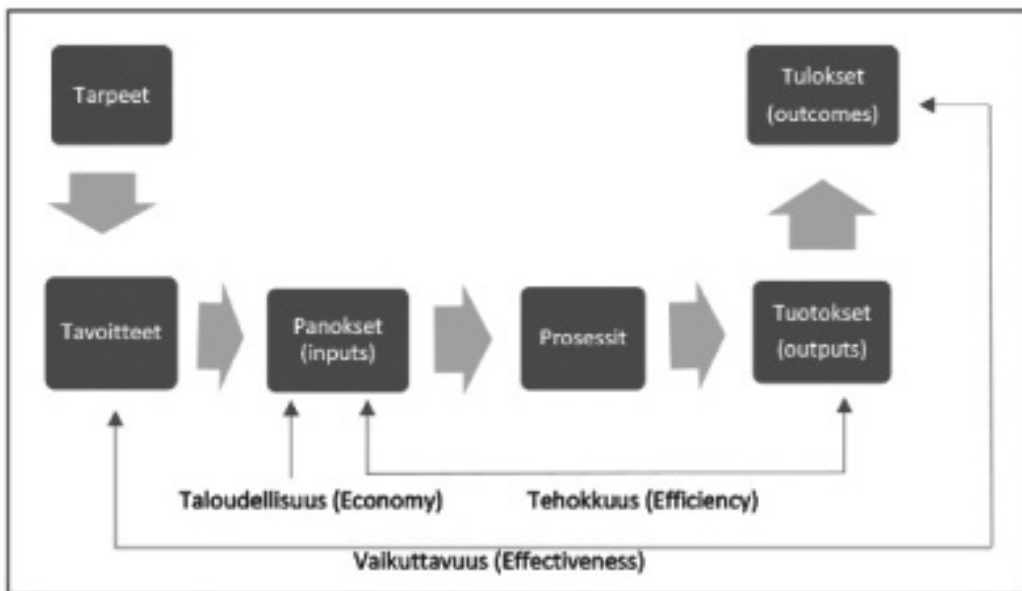 Tarpeet
Tulokset
(outcomes)
Tavoitteet
Panokset
(inputs)
Prosessit
Tuotokset
(outputs)
Taloudellisuus (Economy)
Tehokkuus (Efficiency)
Vaikuttavuus (Effectiveness)